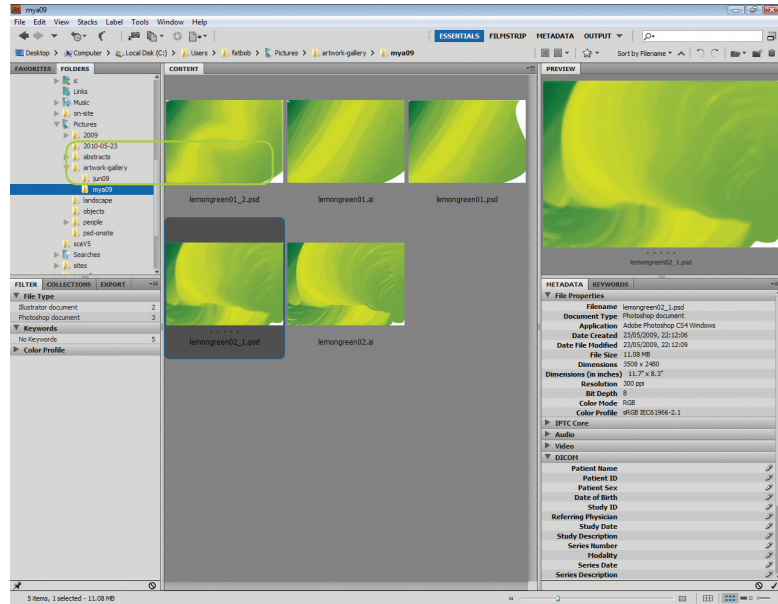 mya09
File Edit View Stacks Label Tools Window Help
ESSENTIALS FILMSTRIP METADATA OUTPUT
Desktop > Computer > Local Disk (C:) > Users > fatbob > Pictures > artwork-gallery > mya09
Sort by Filename
FAVORITES FOLDERS
ic
Links
Music
on-site
Pictures
2009
2010-05-23
abstracts
artwork-gallery
jun09
mya09
landscape
objects
people
psd-onsite
sceV5
Searches
sites
FILTER COLLECTIONS EXPORT
File Type
Illustrator document 2
Photoshop document 3
Keywords
No Keywords 5
Color Profile
CONTENT
lemongreen01_2.psd lemongreen01.ai lemongreen01.psd
lemongreen02_1.psd lemongreen02.ai
PREVIEW
lemongreen02_1.psd
METADATA KEYWORDS
File Properties
Filename lemongreen02_1.psd
Document Type Photoshop document
Application Adobe Photoshop CS4 Windows
Date Created 23/05/2009, 22:12:06
Date File Modified 23/05/2009, 22:12:09
File Size 11.08 MB
Dimensions 3508 x 2480
Dimensions (in inches) 11.7" x 8.3"
Resolution 300 ppi
Bit Depth 8
Color Mode RGB
Color Profile sRGB IEC61966-2.1
IPTC Core
Audio
Video
DICOM
Patient Name
Patient ID
Patient Sex
Date of Birth
Study ID
Referring Physician
Study Date
Study Description
Series Number
Modality
Series Date
Series Description
5 items, 1 selected - 11.08 MB